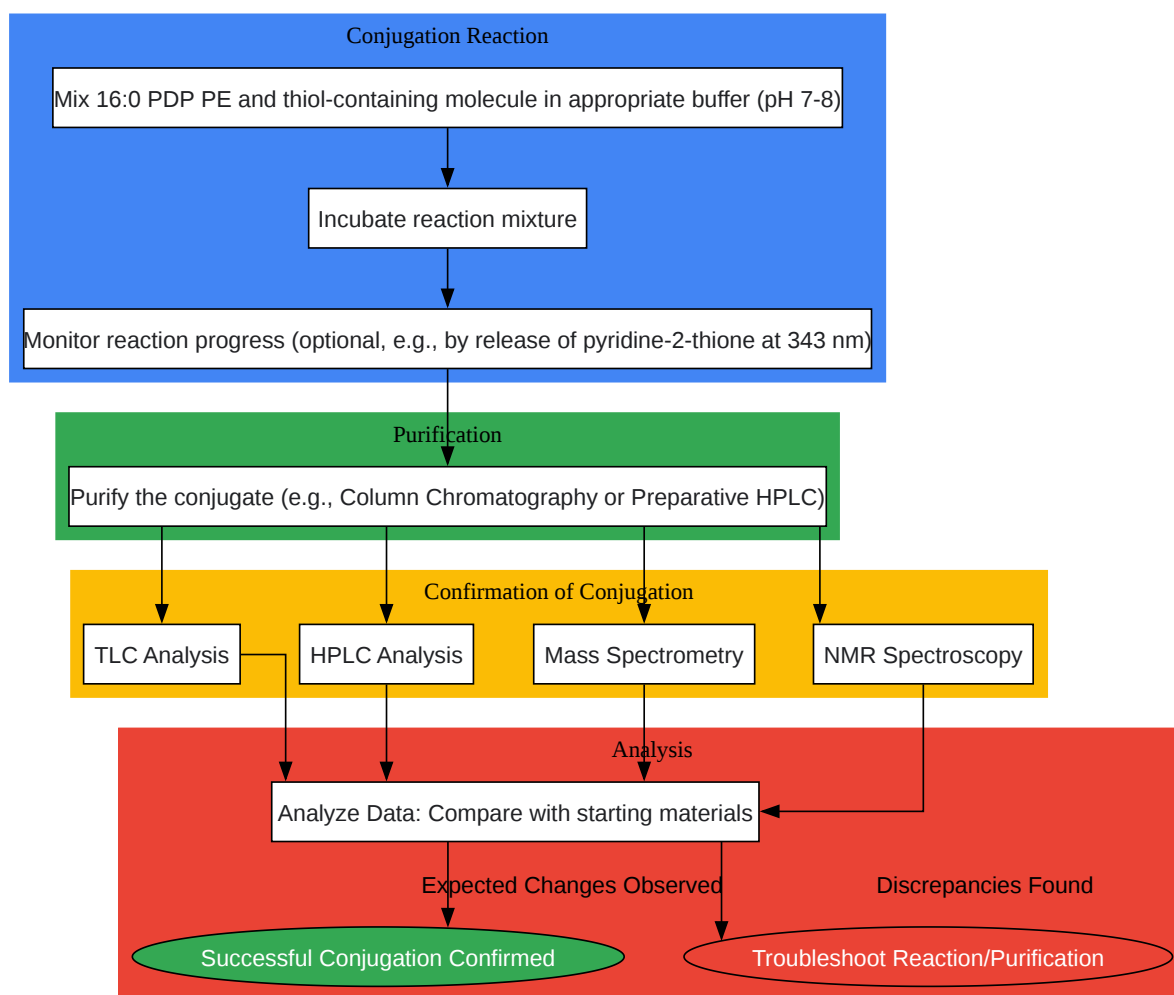 Conjugation Reaction
Mix 16:0 PDP PE and thiol-containing molecule in appropriate buffer (pH 7-8)
Incubate reaction mixture
Monitor reaction progress (optional, e.g., by release of pyridine-2-thione at 343 nm)
Purification
Purify the conjugate (e.g., Column Chromatography or Preparative HPLC)
Confirmation of Conjugation
TLC Analysis
HPLC Analysis
Mass Spectrometry
NMR Spectroscopy
Analysis
Analyze Data: Compare with starting materials
Expected Changes Observed
Discrepancies Found
Successful Conjugation Confirmed
Troubleshoot Reaction/Purification